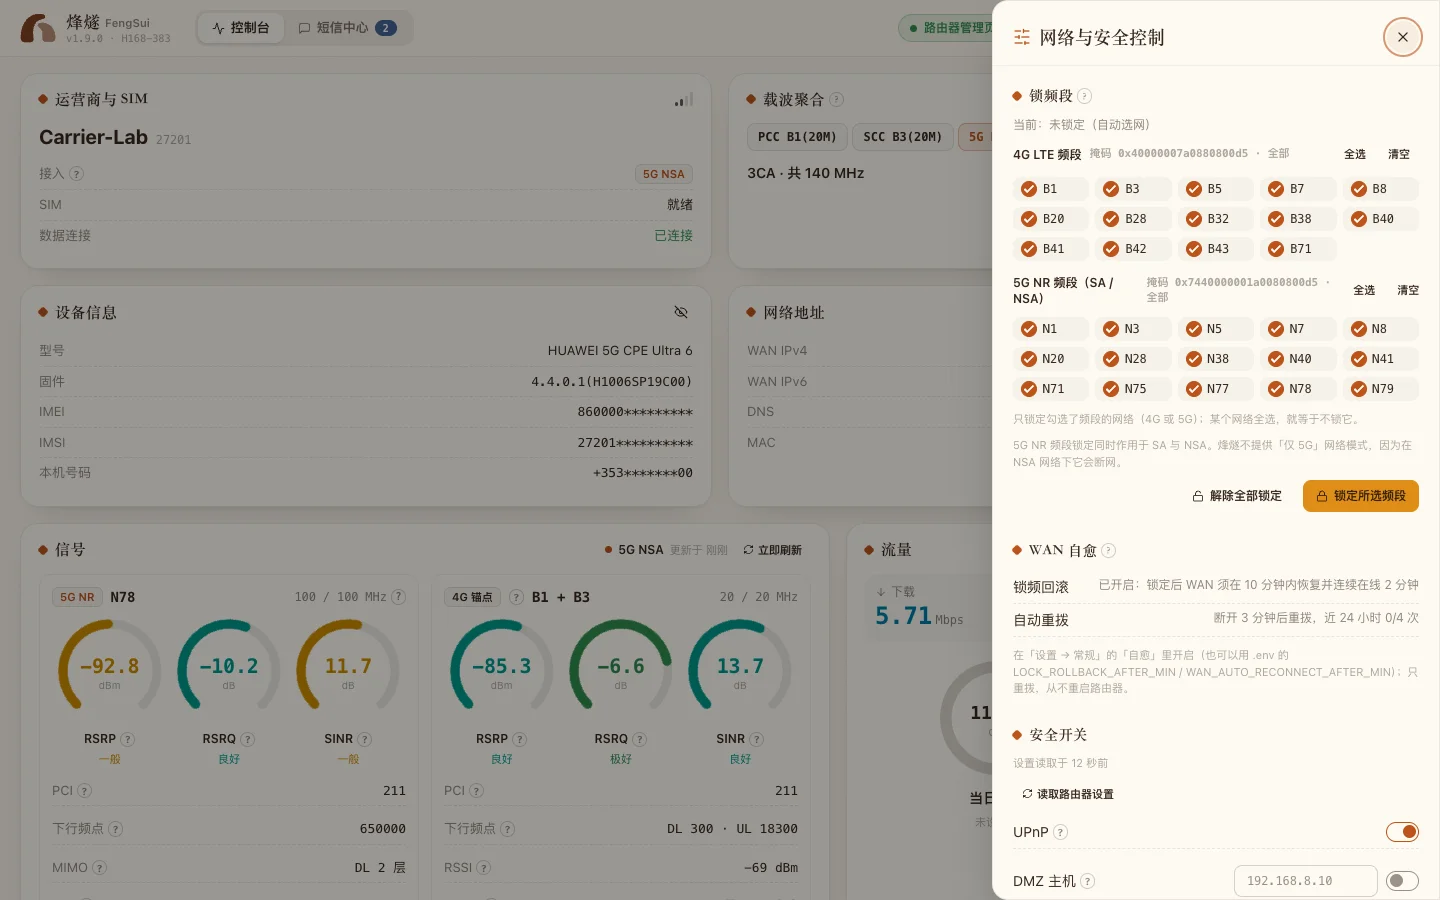 烽燧 FengSui
v1.9.0 · H168-383
控制台
短信中心 2
路由器管理页
运营商与 SIM
Carrier-Lab 27201
接入 ?
5G NSA
SIM
就绪
数据连接
已连接
载波聚合 ?
PCC B1(20M)
SCC B3(20M)
5G
3CA · 共 140 MHz
设备信息
型号
HUAWEI 5G CPE Ultra 6
固件
4.4.0.1(H1006SP19C00)
IMEI
860000*********
IMSI
27201**********
本机号码
+353*******00
网络地址
WAN IPv4
WAN IPv6
DNS
MAC
信号
5G NSA 更新于 刚刚
立即刷新
5G NR N78
100 / 100 MHz ?
-92.8
dBm
RSRP ?
一般
-10.2
dB
RSRQ ?
良好
11.7
dB
SINR ?
一般
PCI ?
211
下行频点 ?
650000
MIMO ?
DL 2 层
4G 锚点 ? B1 + B3
20 / 20 MHz
-85.3
dBm
RSRP ?
良好
-6.6
dB
RSRQ ?
极好
13.7
dB
SINR ?
良好
PCI ?
211
下行频点 ?
DL 300 · UL 18300
RSSI ?
-69 dBm
流量
下载
5.71 Mbps
11
当日
未设
网络与安全控制
锁频段 ?
当前：未锁定（自动选网）
4G LTE 频段 掩码 0x40000007a0880800d5 · 全部
全选
清空
B1
B3
B5
B7
B8
B20
B28
B32
B38
B40
B41
B42
B43
B71
5G NR 频段（SA /
NSA）
掩码 0x7440000001a0080800d5 ·
全部
全选
清空
N1
N3
N5
N7
N8
N20
N28
N38
N40
N41
N71
N75
N77
N78
N79
只锁定勾选了频段的网络（4G 或 5G）；某个网络全选，就等于不锁它。
5G NR 频段锁定同时作用于 SA 与 NSA。烽燧不提供「仅 5G」网络模式，因为在
NSA 网络下它会断网。
解除全部锁定
锁定所选频段
WAN 自愈 ?
锁频回滚
已开启：锁定后 WAN 须在 10 分钟内恢复并连续在线 2 分钟
自动重拨
断开 3 分钟后重拨，近 24 小时 0/4 次
在「设置 → 常规」的「自愈」里开启（也可以用 .env 的
LOCK_ROLLBACK_AFTER_MIN / WAN_AUTO_RECONNECT_AFTER_MIN）；只
重拨，从不重启路由器。
安全开关
设置读取于 12 秒前
读取路由器设置
UPnP ?
DMZ 主机 ?
192.168.8.10